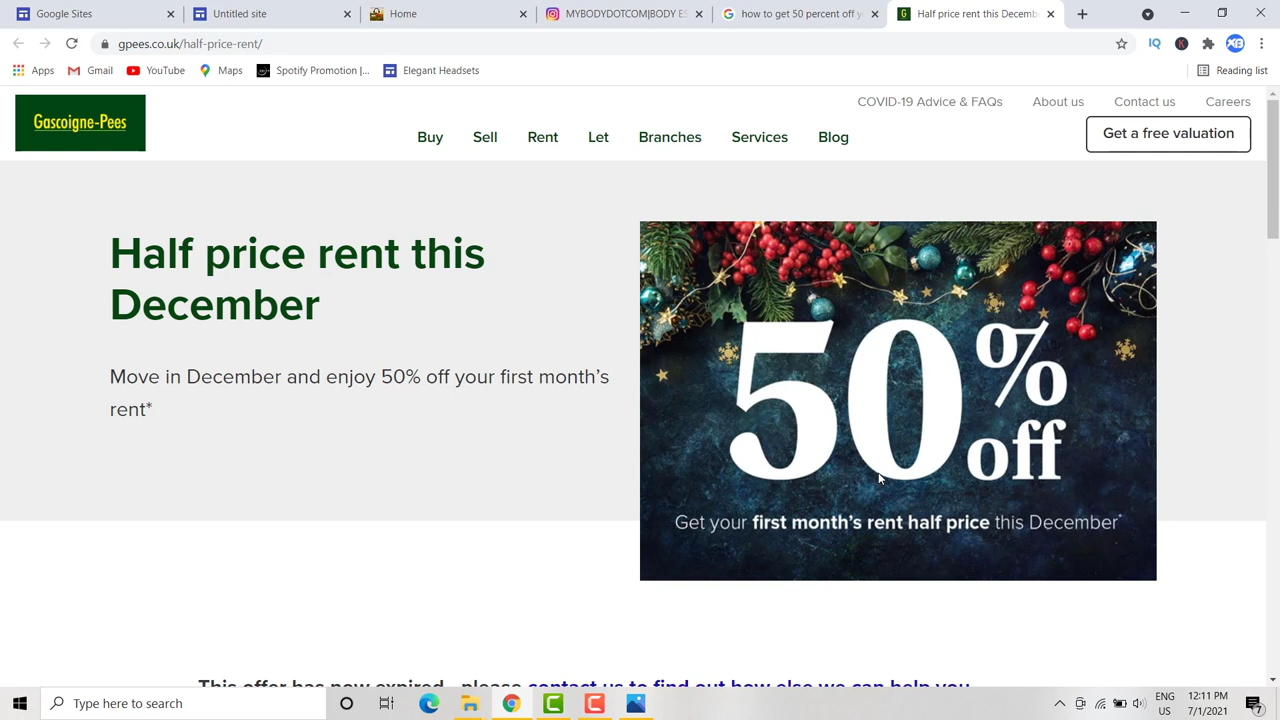 Google Sites
Untitled site
Home
MYBODYDOTCOM|BODY ES
how to get 50 percent off y
Half price rent this Decemb
gpees.co.uk/half-price-rent/
Apps
Gmail
YouTube
Maps
Spotify Promotion |...
Elegant Headsets
Reading list
Gascoigne-Pees
COVID-19 Advice & FAQs
About us
Contact us
Careers
Buy
Sell
Rent
Let
Branches
Services
Blog
Get a free valuation
Half price rent this
December
Move in December and enjoy 50% off your first month's
rent*
50% off
Get your first month's rent half price this December*
This offer has now expired - please contact us to find out how else we can help you
Type here to search
ENG
US
12:11 PM
7/1/2021
7